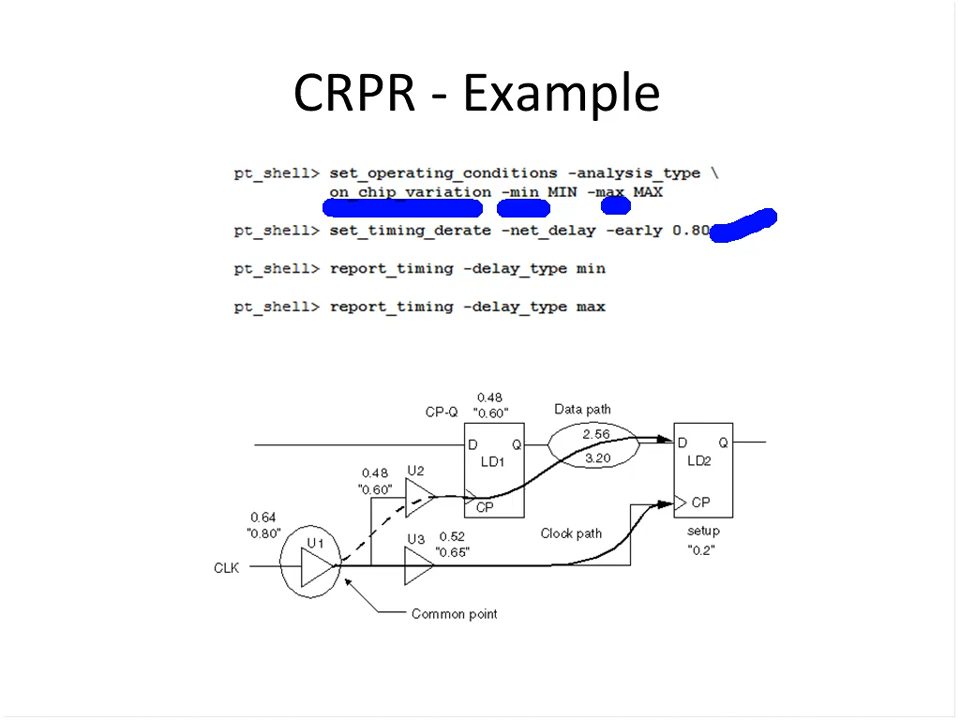 CRPR - Example
pt_shell> set_operating_conditions -analysis_type \
on_chip_variation -min MIN -max MAX
pt_shell> set_timing_derate -net_delay -early 0.80
pt_shell> report_timing -delay_type min
pt_shell> report_timing -delay_type max
0.48
CP-Q "0.60" Data path
D Q 2.56 D Q
3.20
LD1 LD2
0.48 U2
"0.60"
CP CP
0.64
"0.80" U1 U3 0.52 Clock path setup
"0.65" "0.2"
CLK
Common point